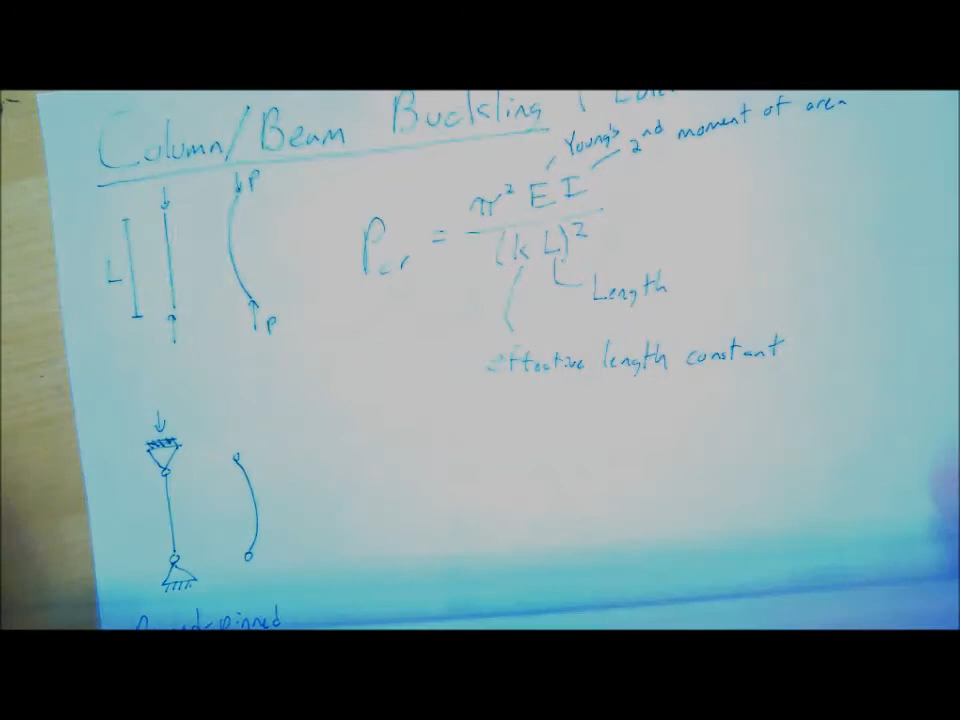 Column/Beam Buckling
Young's 2nd moment of area
P
L
P
Pcr = π² E I / (k L)²
Length
effective length constant